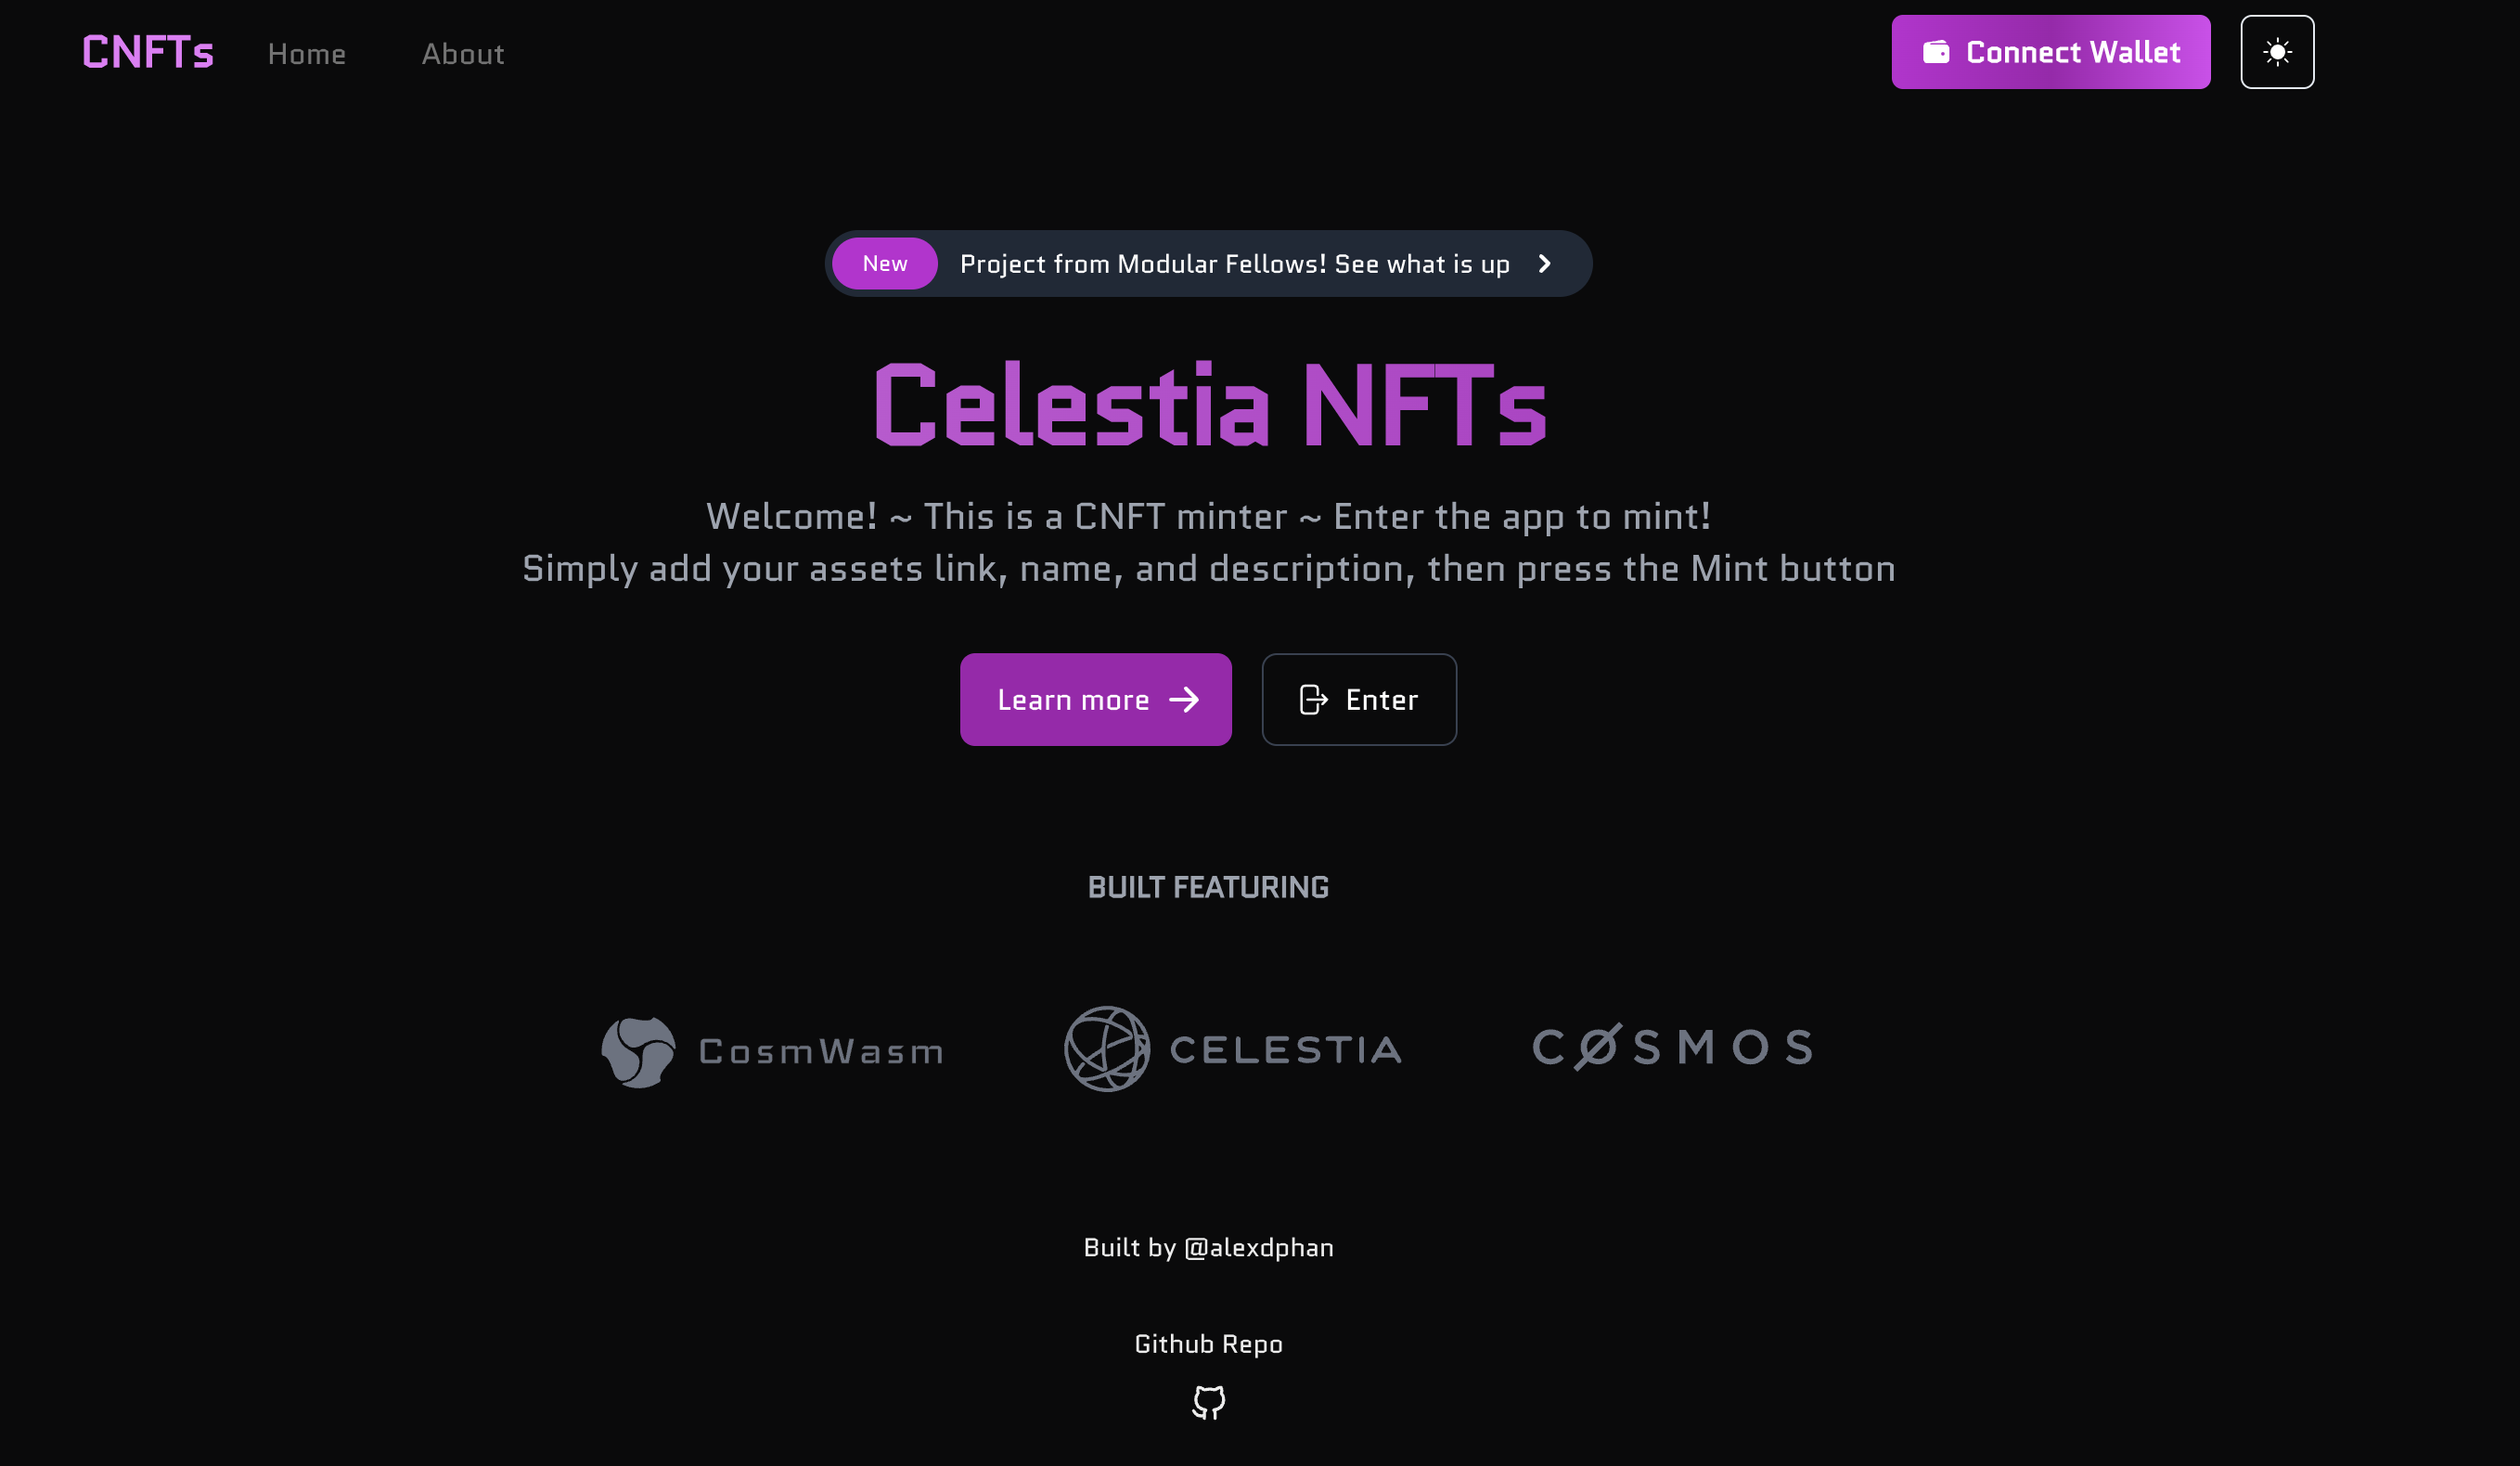 CNFTs
Home
About
Connect Wallet
New
Project from Modular Fellows! See what is up
Celestia NFTs
Welcome! ~ This is a CNFT minter ~ Enter the app to mint!
Simply add your assets link, name, and description, then press the Mint button
Learn more
Enter
BUILT FEATURING
CosmWasm
CELESTIA
CØSMOS
Built by @alexdphan
Github Repo